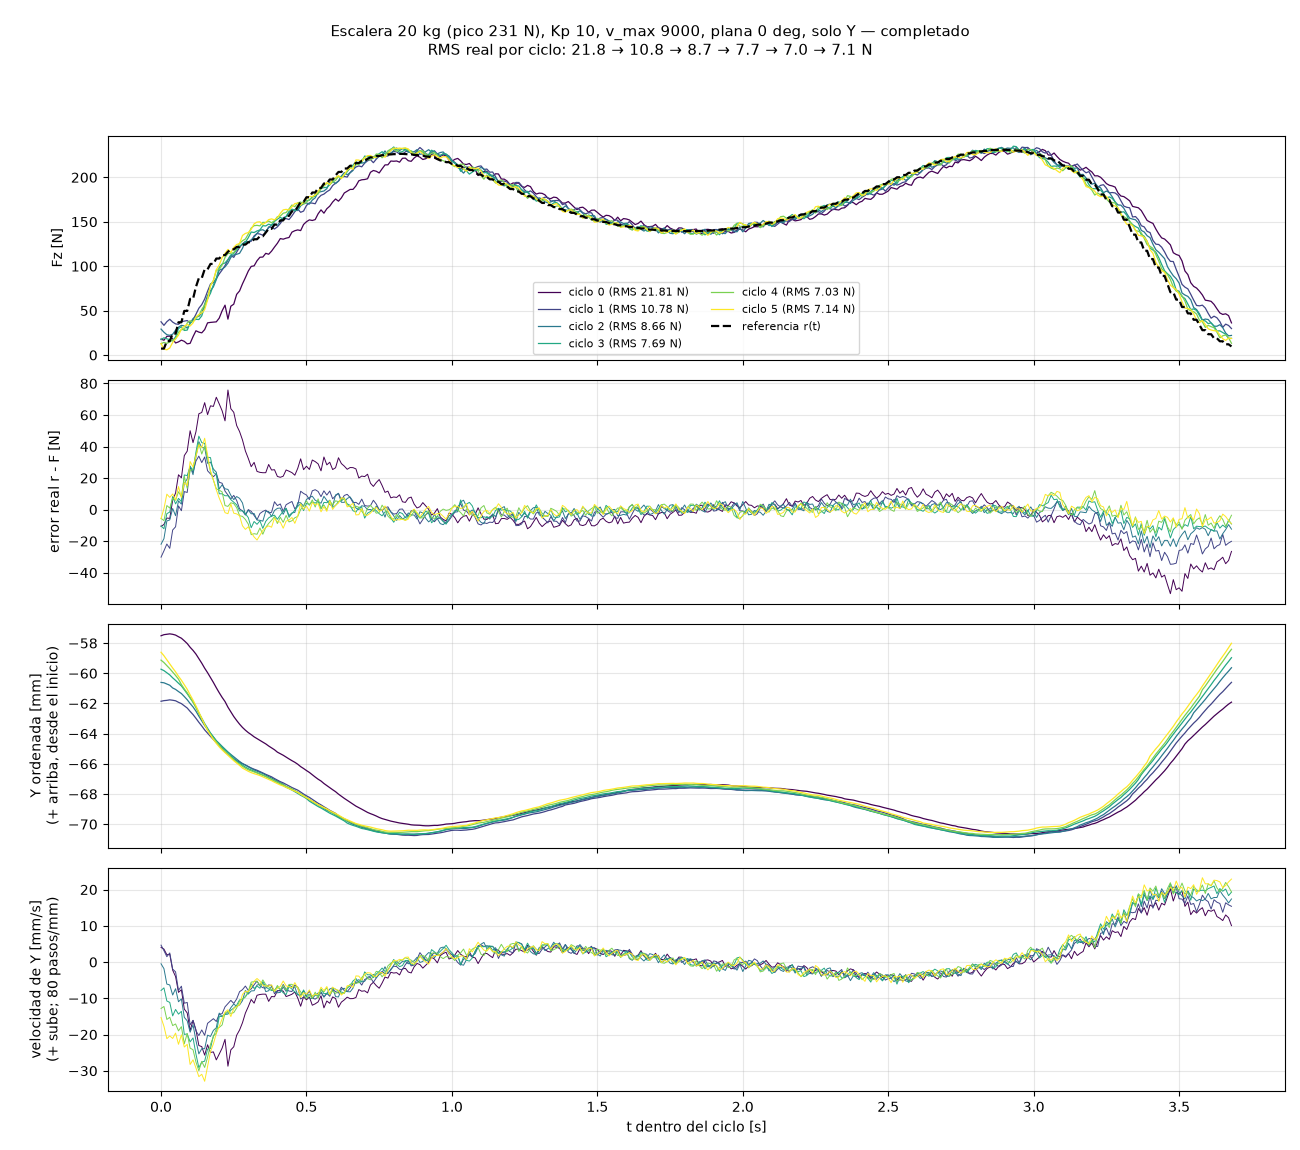 Escalera 20 kg (pico 231 N), Kp 10, v_max 9000, plana 0 deg, solo Y — completado
RMS real por ciclo: 21.8 → 10.8 → 8.7 → 7.7 → 7.0 → 7.1 N
Fz [N]
200
150
100
50
0
ciclo 0 (RMS 21.81 N)
ciclo 1 (RMS 10.78 N)
ciclo 2 (RMS 8.66 N)
ciclo 3 (RMS 7.69 N)
ciclo 4 (RMS 7.03 N)
ciclo 5 (RMS 7.14 N)
referencia r(t)
error real r - F [N]
80
60
40
20
0
−20
−40
Y ordenada [mm]
(+ arriba, desde el inicio)
−58
−60
−62
−64
−66
−68
−70
velocidad de Y [mm/s]
(+ sube; 80 pasos/mm)
20
10
0
−10
−20
−30
0.0
0.5
1.0
1.5
2.0
2.5
3.0
3.5
t dentro del ciclo [s]